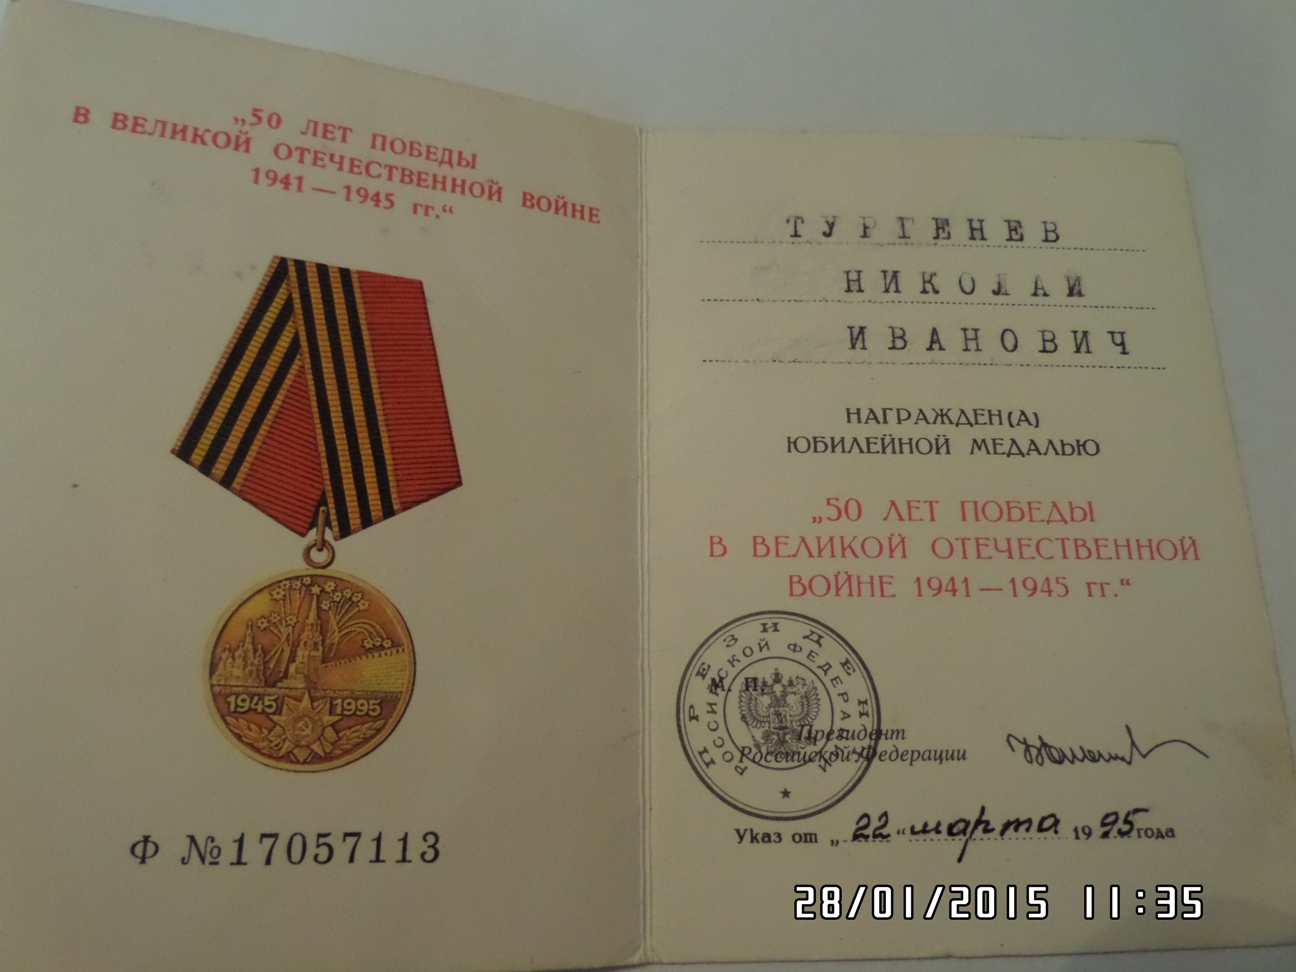 „50 ЛЕТ ПОБЕДЫ
В ВЕЛИКОЙ ОТЕЧЕСТВЕННОЙ ВОЙНЕ
1941—1945 гг.“
1945 1995
Ф №17057113
ТУРГЕНЕВ
НИКОЛАЙ
ИВАНОВИЧ
НАГРАЖДЕН(А)
ЮБИЛЕЙНОЙ МЕДАЛЬЮ
„50 ЛЕТ ПОБЕДЫ
В ВЕЛИКОЙ ОТЕЧЕСТВЕННОЙ
ВОЙНЕ 1941—1945 гг.“
ПРЕЗИДЕНТ
РОССИЙСКОЙ ФЕДЕРАЦИИ
М. П.
Президент
Российской Федерации
Указ от „22“ марта 1995 года
28/01/2015 11:35